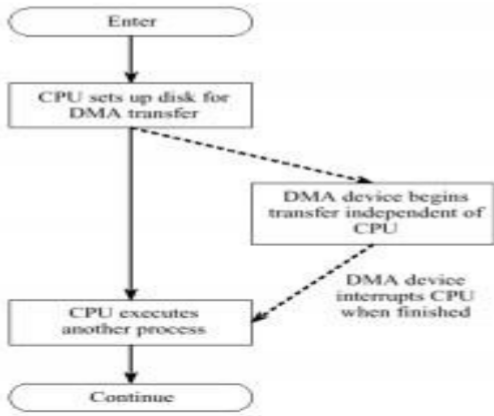 Enter
CPU sets up disk for
DMA transfer
DMA device begins
transfer independent of
CPU
DMA device
interrupts CPU
when finished
CPU executes
another process
Continue